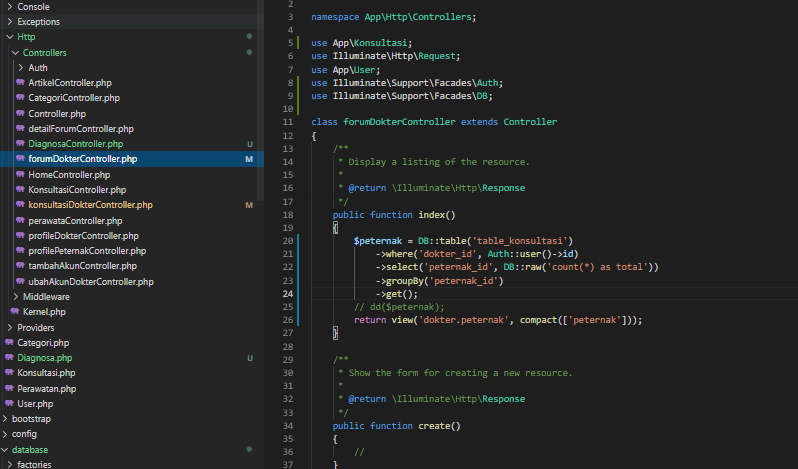 Console
Exceptions
Http
Controllers
Auth
ArtikelController.php
CategoriController.php
Controller.php
detailForumController.php
DiagnosaController.php U
forumDokterController.php M
HomeController.php
KonsultasiController.php
konsultasiDokterController.php M
perawataController.php
profileDokterController.php
profilePeternakController.php
tambahAkunController.php
ubahAkunDokterController.php
Middleware
Kernel.php
Providers
Categori.php
Diagnosa.php U
Konsultasi.php
Perawatan.php
User.php
bootstrap
config
database
factories
2
3 namespace App\Http\Controllers;
4
5 use App\Konsultasi;
6 use Illuminate\Http\Request;
7 use App\User;
8 use Illuminate\Support\Facades\Auth;
9 use Illuminate\Support\Facades\DB;
10
11 class forumDokterController extends Controller
12 {
13 /**
14 * Display a listing of the resource.
15 *
16 * @return \Illuminate\Http\Response
17 */
18 public function index()
19 {
20 $peternak = DB::table('table_konsultasi')
21 ->where('dokter_id', Auth::user()->id)
22 ->select('peternak_id', DB::raw('count(*) as total'))
23 ->groupBy('peternak_id')
24 ->get();
25 // dd($peternak);
26 return view('dokter.peternak', compact(['peternak']));
27 }
28
29 /**
30 * Show the form for creating a new resource.
31 *
32 * @return \Illuminate\Http\Response
33 */
34 public function create()
35 {
36 //
37 }